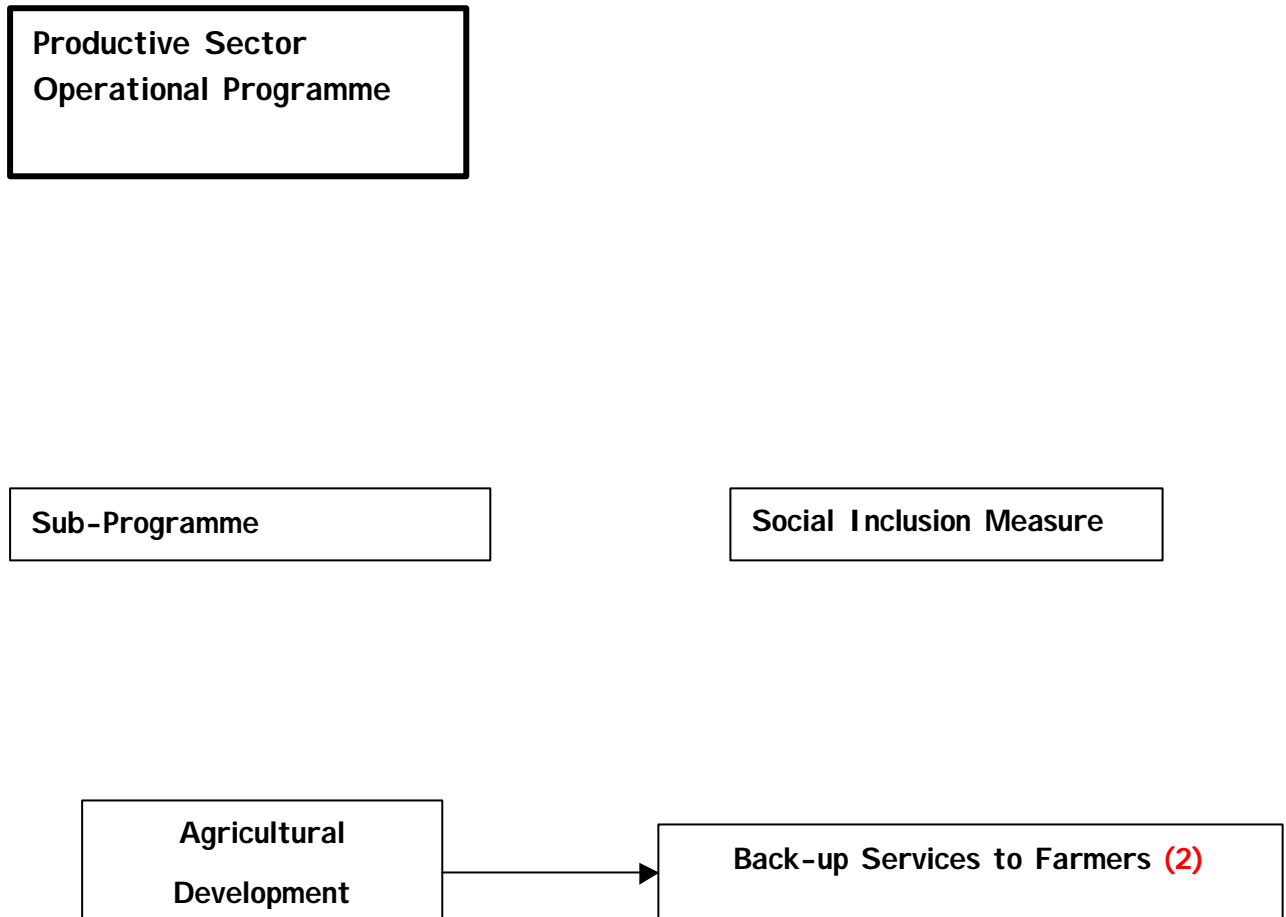 Productive Sector
Operational Programme
Sub-Programme
Social Inclusion Measure
Agricultural
Development
Back-up Services to Farmers (2)